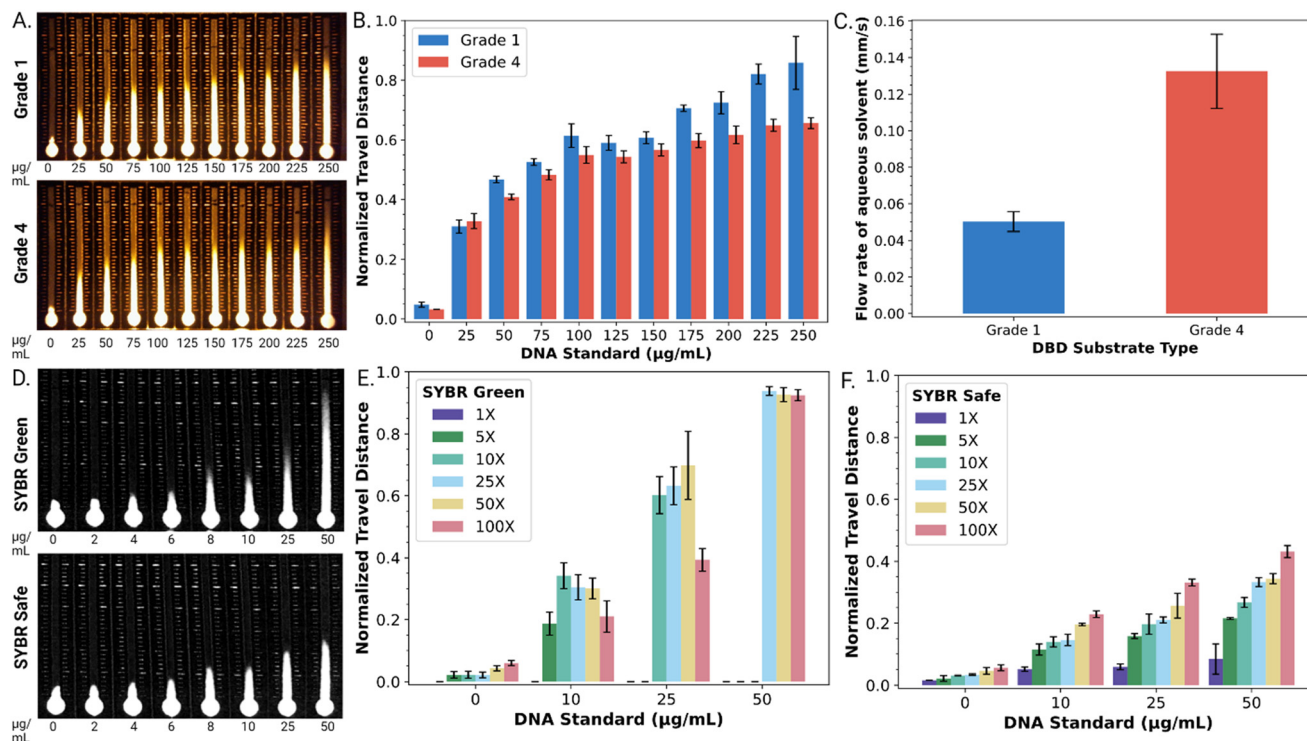 A.
Grade 1
µg/
mL
0 25 50 75 100 125 150 175 200 225 250
Grade 4
µg/
mL
0 25 50 75 100 125 150 175 200 225 250
B.
Normalized Travel Distance
1.0
0.8
0.6
0.4
0.2
0.0
Grade 1
Grade 4
0 25 50 75 100 125 150 175 200 225 250
DNA Standard (µg/mL)
C.
Flow rate of aqueous solvent (mm/s)
0.16
0.14
0.12
0.10
0.08
0.06
0.04
0.02
0.00
Grade 1 Grade 4
DBD Substrate Type
D.
SYBR Green
µg/
mL
0 2 4 6 8 10 25 50
SYBR Safe
µg/
mL
0 2 4 6 8 10 25 50
E.
Normalized Travel Distance
1.0
0.8
0.6
0.4
0.2
0.0
SYBR Green
1X
5X
10X
25X
50X
100X
0 10 25 50
DNA Standard (µg/mL)
F.
Normalized Travel Distance
1.0
0.8
0.6
0.4
0.2
0.0
SYBR Safe
1X
5X
10X
25X
50X
100X
0 10 25 50
DNA Standard (µg/mL)